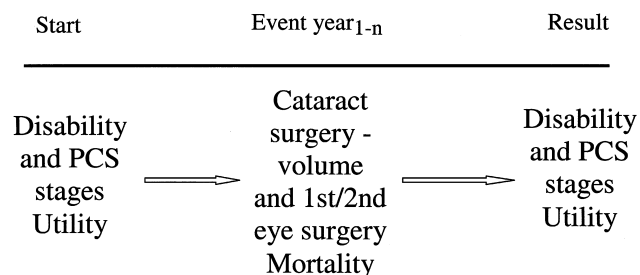 Start
Event year1-n
Result
Disability
and PCS
stages
Utility
Cataract
surgery -
volume
and 1st/2nd
eye surgery
Mortality
Disability
and PCS
stages
Utility